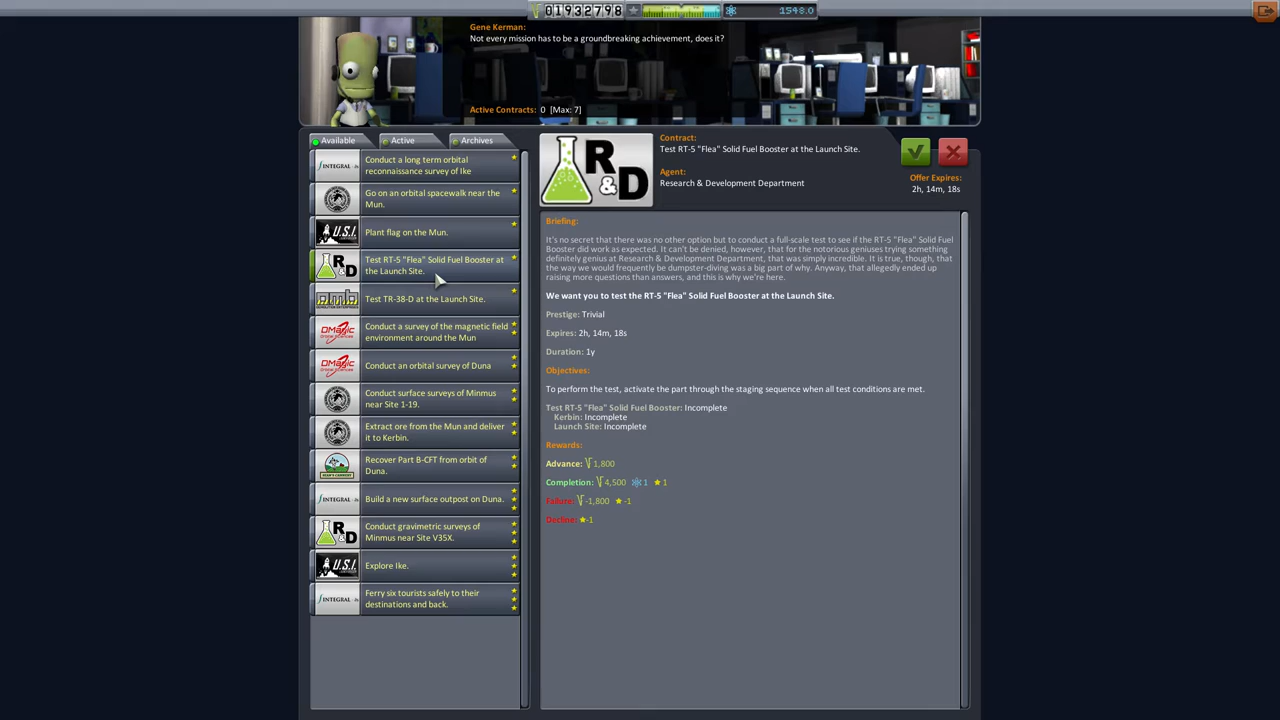 01932798
1548.0
Gene Kerman:
Not every mission has to be a groundbreaking achievement, does it?
Active Contracts: 0 [Max: 7]
Available
Active
Archives
INTEGRAL
Conduct a long term orbital
reconnaissance survey of Ike
Go on an orbital spacewalk near the
Mun.
U.S.I.
Plant flag on the Mun.
R&D
Test RT-5 "Flea" Solid Fuel Booster at
the Launch Site.
Test TR-38-D at the Launch Site.
DMagic
Conduct a survey of the magnetic field
environment around the Mun
DMagic
Conduct an orbital survey of Duna
Conduct surface surveys of Minmus
near Site 1-19.
Extract ore from the Mun and deliver
it to Kerbin.
Recover Part B-CFT from orbit of
Duna.
INTEGRAL
Build a new surface outpost on Duna.
R&D
Conduct gravimetric surveys of
Minmus near Site V35X.
U.S.I.
Explore Ike.
INTEGRAL
Ferry six tourists safely to their
destinations and back.
R&D
Contract:
Test RT-5 "Flea" Solid Fuel Booster at the Launch Site.
Agent:
Research & Development Department
Offer Expires:
2h, 14m, 18s
Briefing:
It's no secret that there was no other option but to conduct a full-scale test to see if the RT-5 "Flea" Solid Fuel
Booster did work as expected. It can't be denied, however, that for the notorious geniuses trying something
definitely genius at Research & Development Department, that was simply incredible. It is true, though, that
the way we would frequently be dumpster-diving was a big part of why. Anyway, that allegedly ended up
raising more questions than answers, and this is why we're here.
We want you to test the RT-5 "Flea" Solid Fuel Booster at the Launch Site.
Prestige: Trivial
Expires: 2h, 14m, 18s
Duration: 1y
Objectives:
To perform the test, activate the part through the staging sequence when all test conditions are met.
Test RT-5 "Flea" Solid Fuel Booster: Incomplete
Kerbin: Incomplete
Launch Site: Incomplete
Rewards:
Advance: 1,800
Completion: 4,500 1 1
Failure: -1,800 -1
Decline: -1